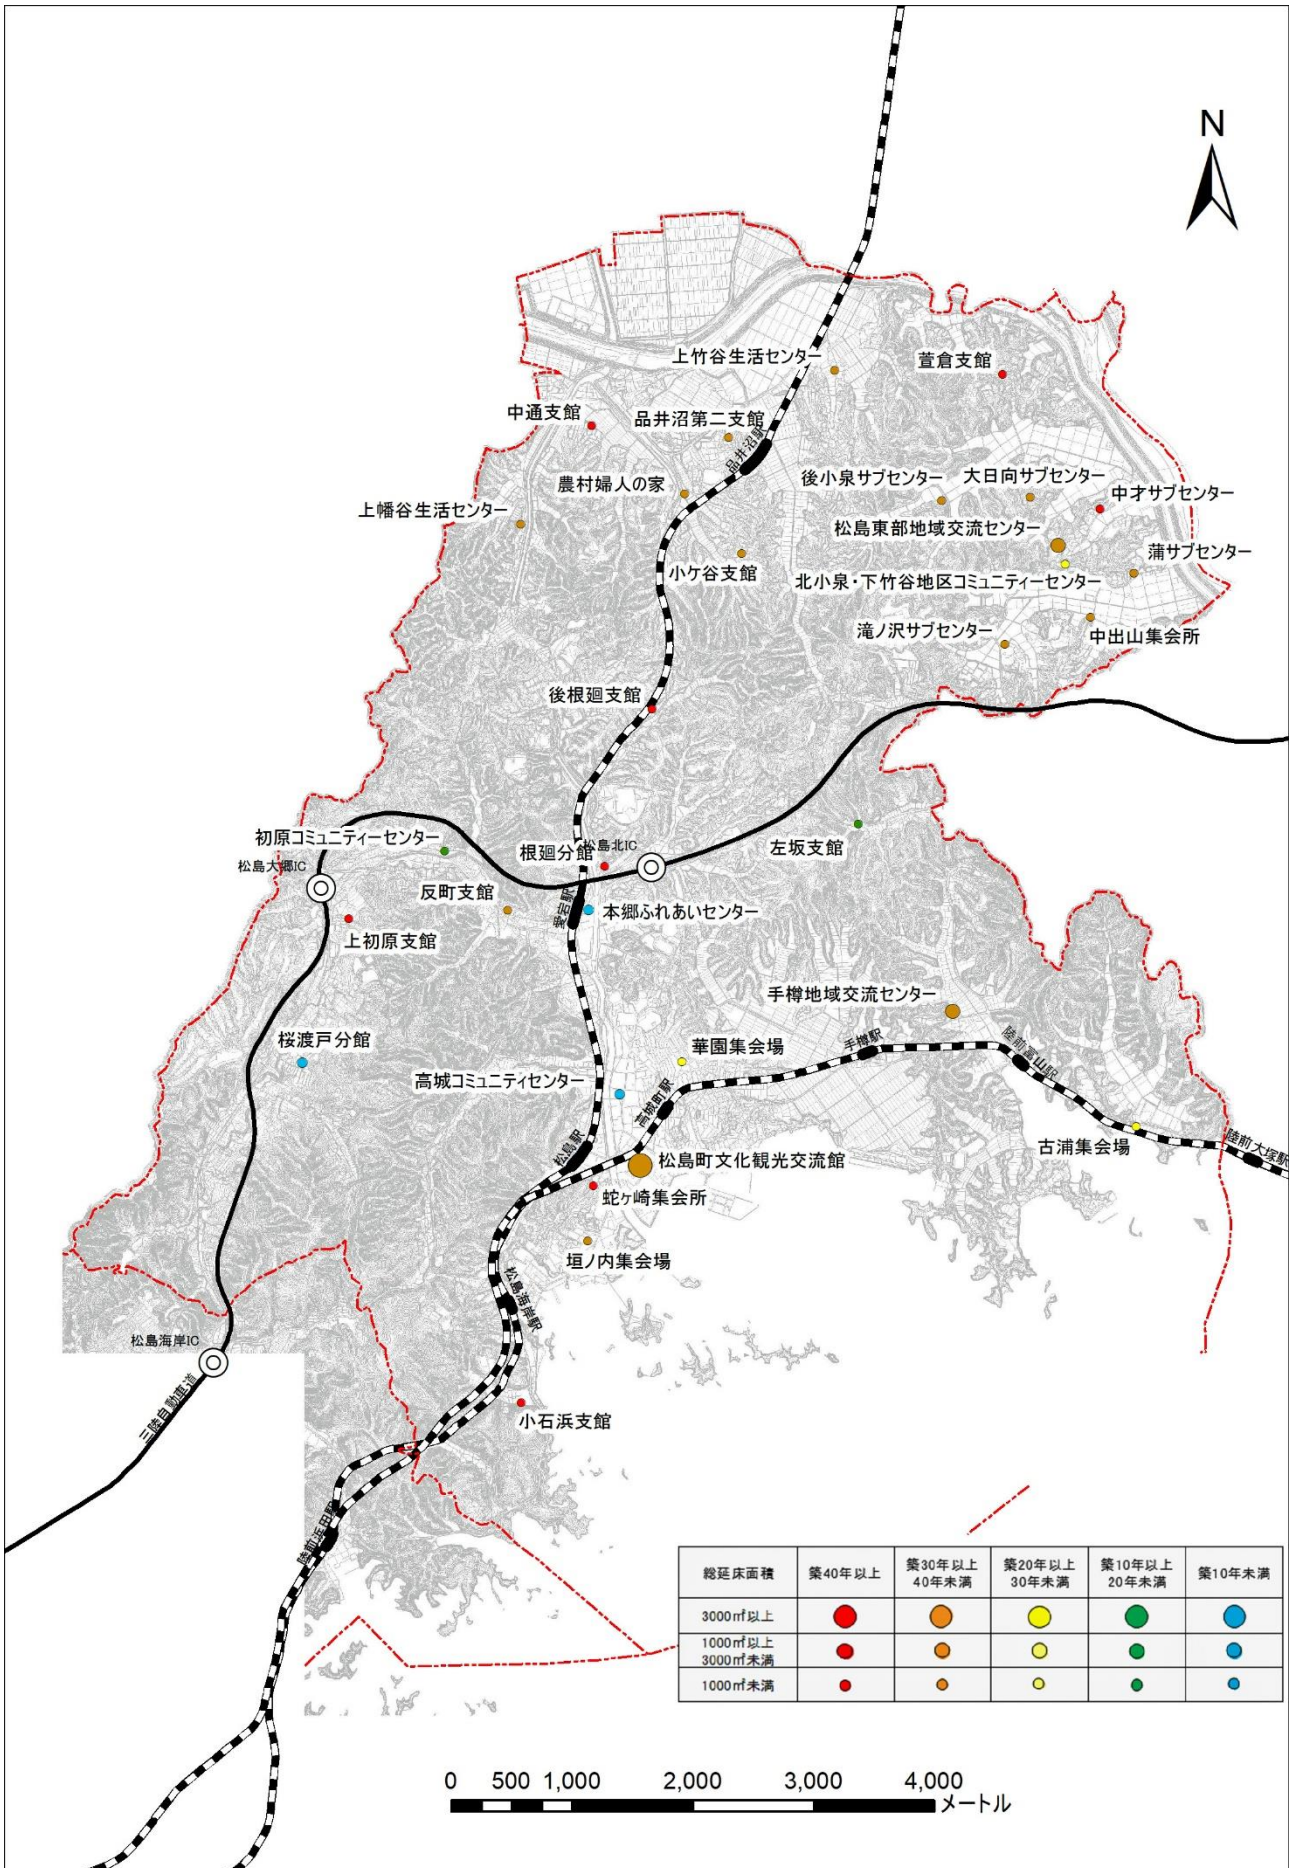 N
上竹谷生活センター
萱倉支館
中通支館
品井沼第二支館
品井沼駅
農村婦人の家
後小泉サブセンター
大日向サブセンター
中才サブセンター
上幡谷生活センター
松島東部地域交流センター
蒲サブセンター
小ケ谷支館
北小泉・下竹谷地区コミュニティーセンター
滝ノ沢サブセンター
中出山集会所
後根廻支館
初原コミュニティーセンター
根廻分館
松島北IC
左坂支館
松島大郷IC
反町支館
愛宕駅
本郷ふれあいセンター
上初原支館
手樽地域交流センター
桜渡戸分館
華園集会場
手樽駅
陸前富山駅
高城コミュニティセンター
高城町駅
古浦集会場
陸前大塚駅
松島駅
松島町文化観光交流館
蛇ヶ崎集会所
垣ノ内集会場
松島海岸駅
松島海岸IC
三陸自動車道
小石浜支館
陸前浜田駅
総延床面積 築40年以上 築30年以上 40年未満 築20年以上 30年未満 築10年以上 20年未満 築10年未満
3000㎡以上
1000㎡以上
3000㎡未満
1000㎡未満
0 500 1,000 2,000 3,000 4,000
メートル